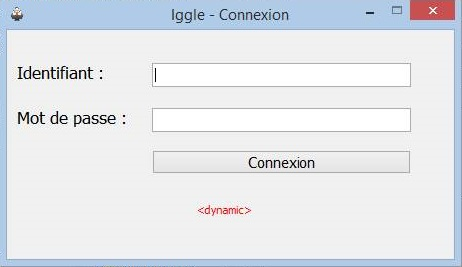 Iggle - Connexion
Identifiant :
Mot de passe :
Connexion
<dynamic>